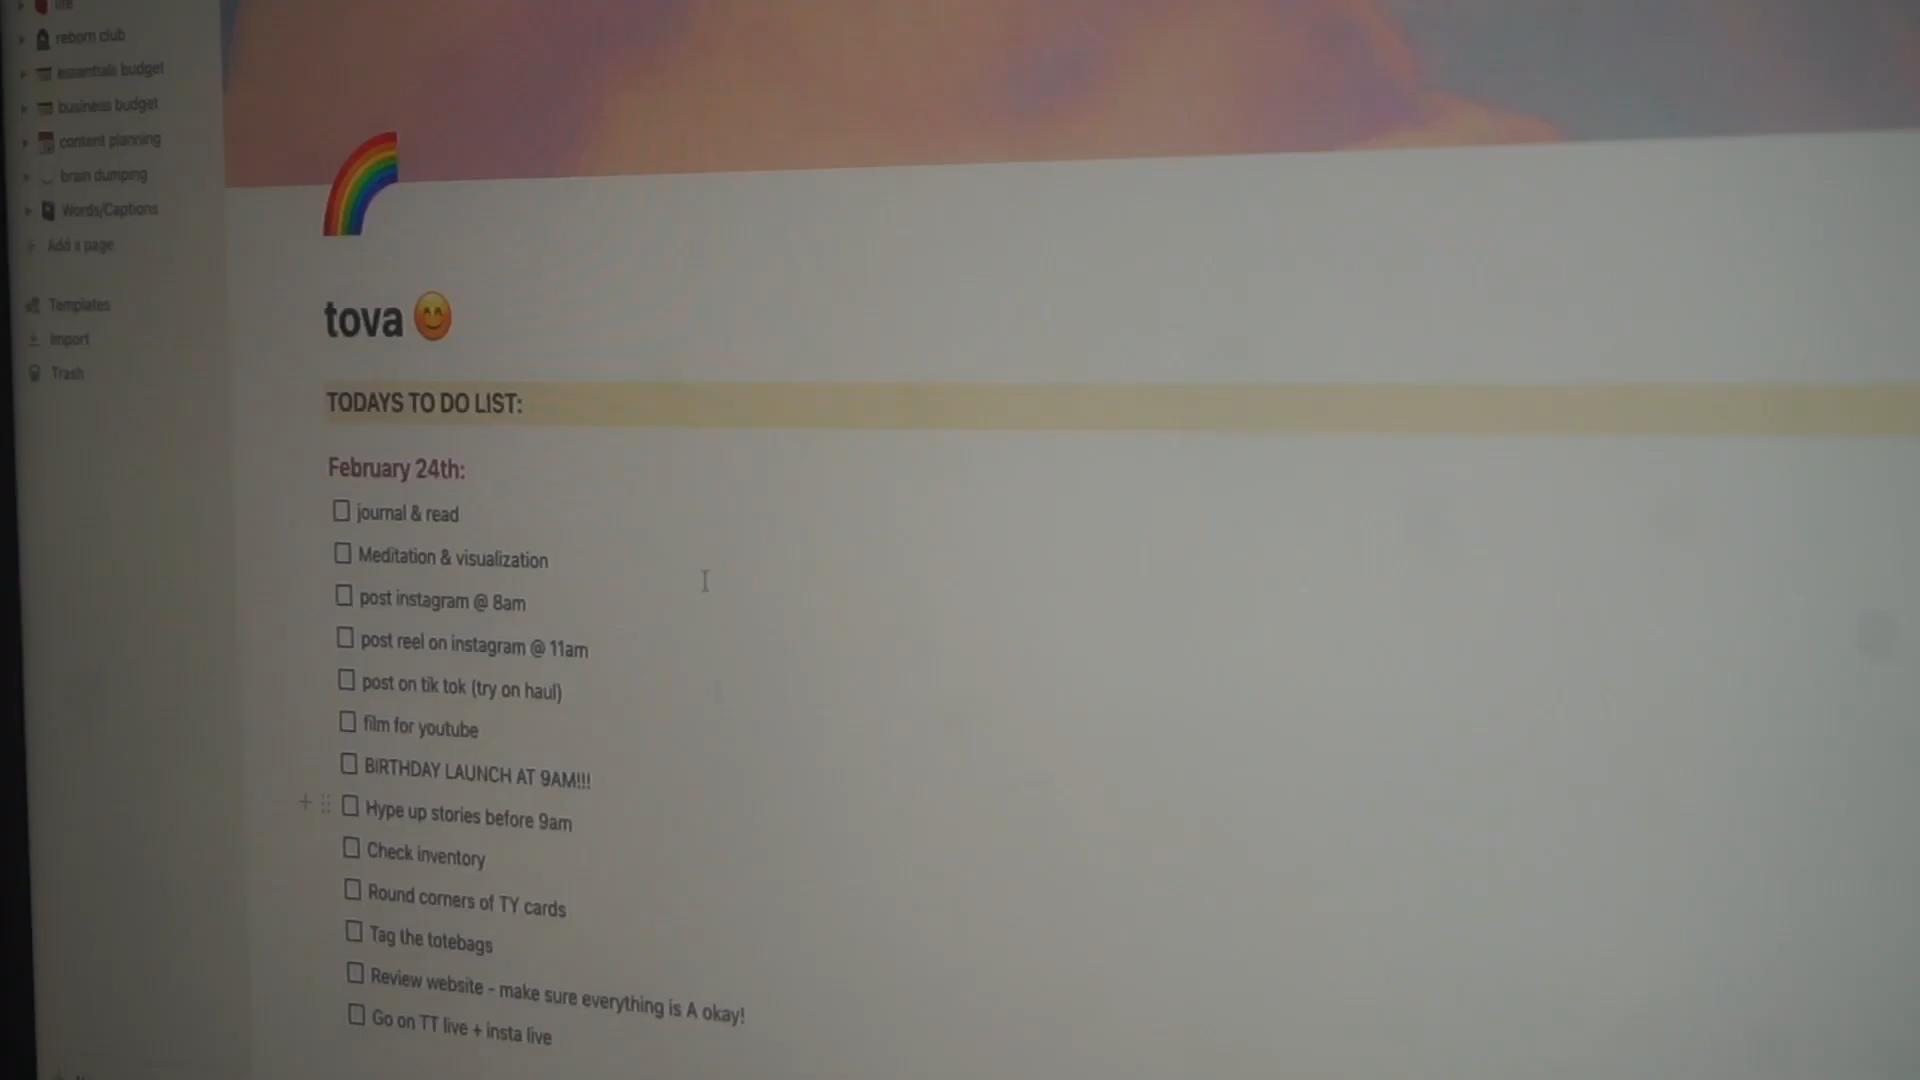 life
reborn club
essentials budget
business budget
content planning
brain dumping
Words/Captions
Add a page
Templates
Import
Trash
tova
TODAYS TO DO LIST:
February 24th:
journal & read
Meditation & visualization
post instagram @ 8am
post reel on instagram @ 11am
post on tik tok (try on haul)
film for youtube
BIRTHDAY LAUNCH AT 9AM!!!
Hype up stories before 9am
Check inventory
Round corners of TY cards
Tag the totebags
Review website - make sure everything is A okay!
Go on TT live + insta live